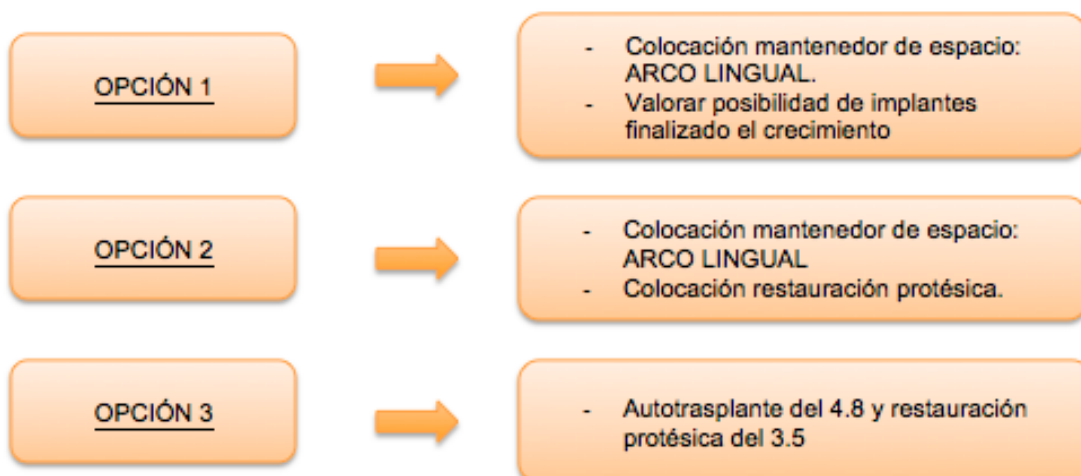 OPCIÓN 1
- Colocación mantenedor de espacio:
ARCO LINGUAL.
- Valorar posibilidad de implantes
finalizado el crecimiento
OPCIÓN 2
- Colocación mantenedor de espacio:
ARCO LINGUAL
- Colocación restauración protésica.
OPCIÓN 3
- Autotrasplante del 4.8 y restauración
protésica del 3.5